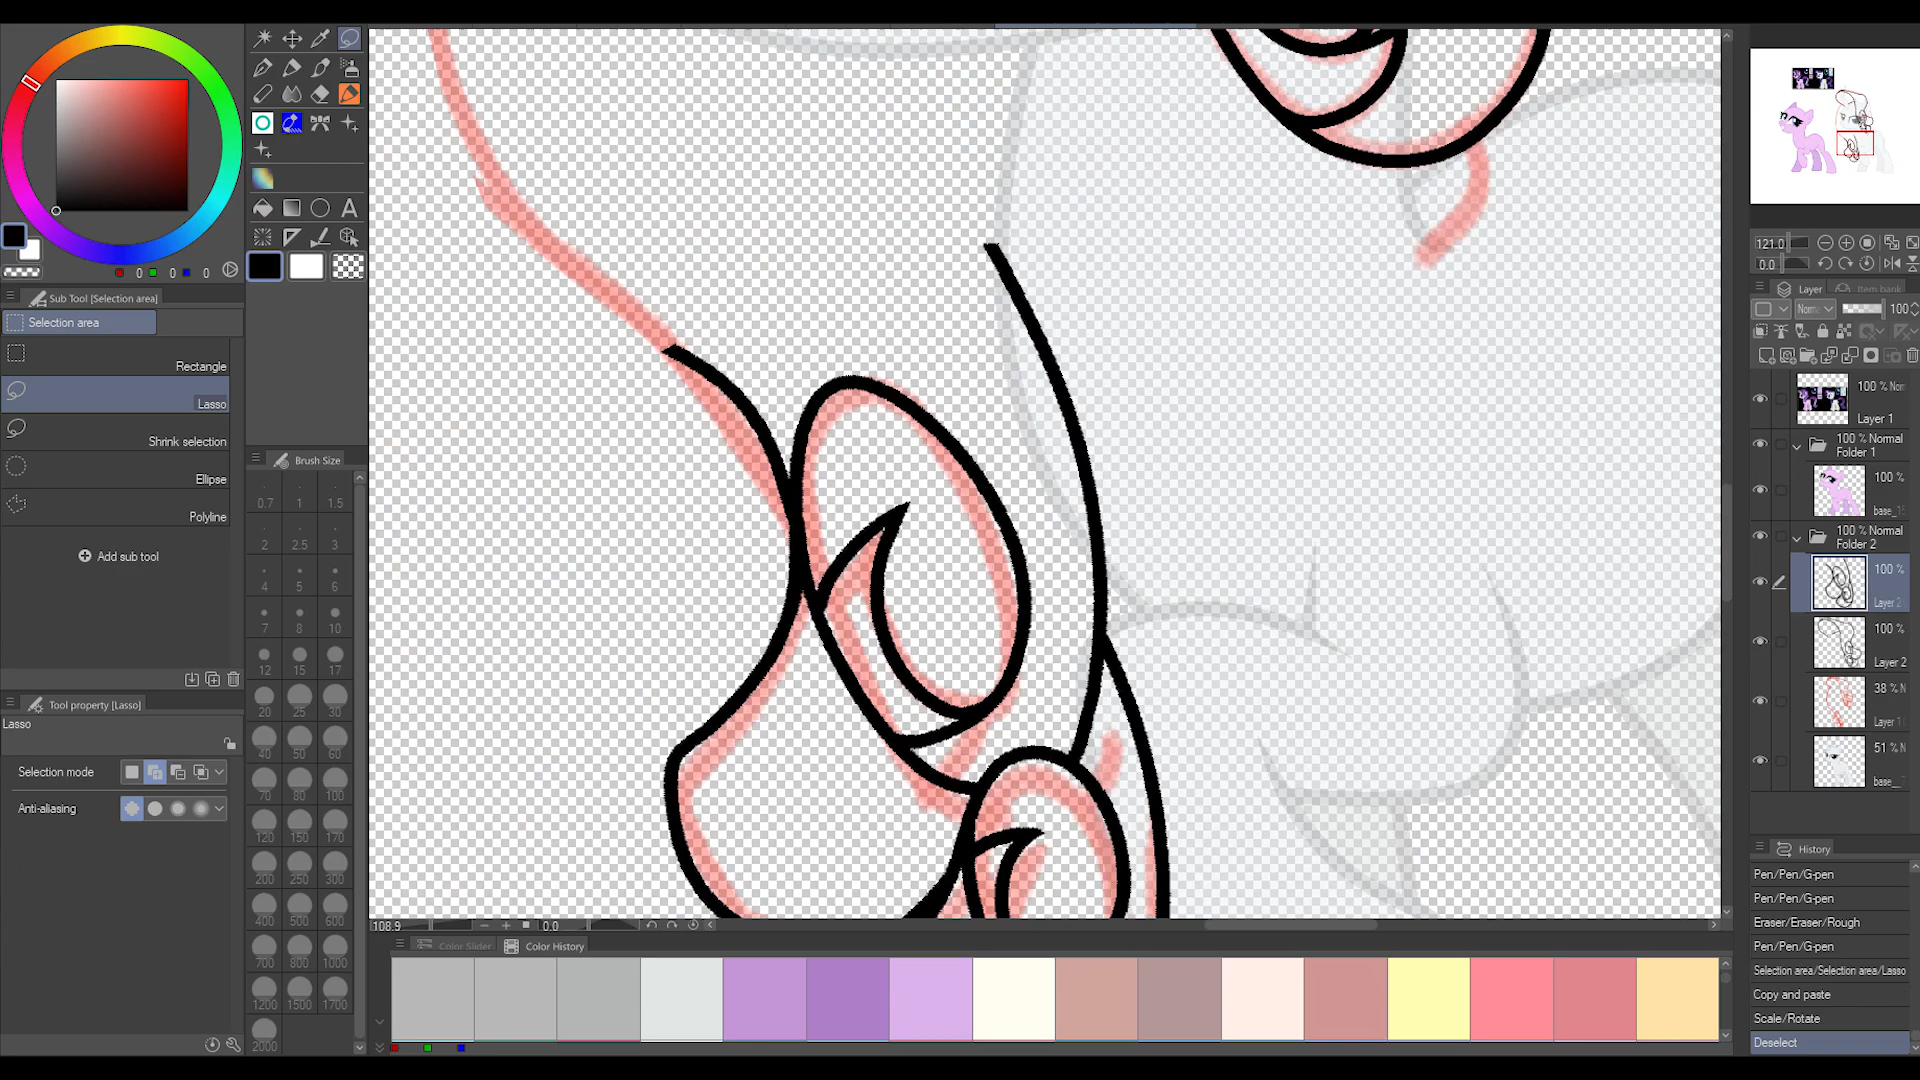 0 0 0
Sub Tool [Selection area]
Selection area
Rectangle
Lasso
Shrink selection
Ellipse
Polyline
Add sub tool
Tool property [Lasso]
Lasso
Selection mode
Anti-aliasing
A
Brush Size
0.7 1 1.5
2 2.5 3
4 5 6
7 8 10
12 15 17
20 25 30
40 50 60
70 80 100
120 150 170
200 250 300
400 500 600
700 800 1000
1200 1500 1700
2000
108.9 0.0
Color Slider Color History
121.0
0.0
Layer Item bank
100
100 % Nor
Layer 1
100 % Normal
Folder 1
100 %
base_1
100 % Normal
Folder 2
100 %
Layer 2
100 %
Layer 2
38 % N
Layer 1
51 % N
base_
History
Pen/Pen/G-pen
Pen/Pen/G-pen
Eraser/Eraser/Rough
Pen/Pen/G-pen
Selection area/Selection area/Lasso
Copy and paste
Scale/Rotate
Deselect